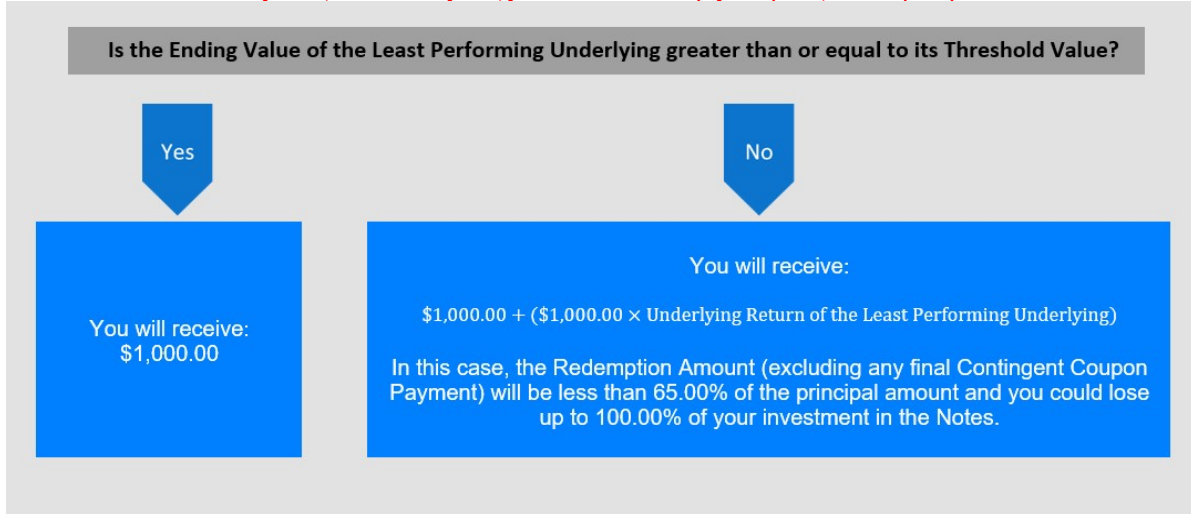 Is the Ending Value of the Least Performing Underlying greater than or equal to its Threshold Value?
Yes
No
You will receive:
$1,000.00
You will receive:
$1,000.00 + ($1,000.00 × Underlying Return of the Least Performing Underlying)
In this case, the Redemption Amount (excluding any final Contingent Coupon
Payment) will be less than 65.00% of the principal amount and you could lose
up to 100.00% of your investment in the Notes.